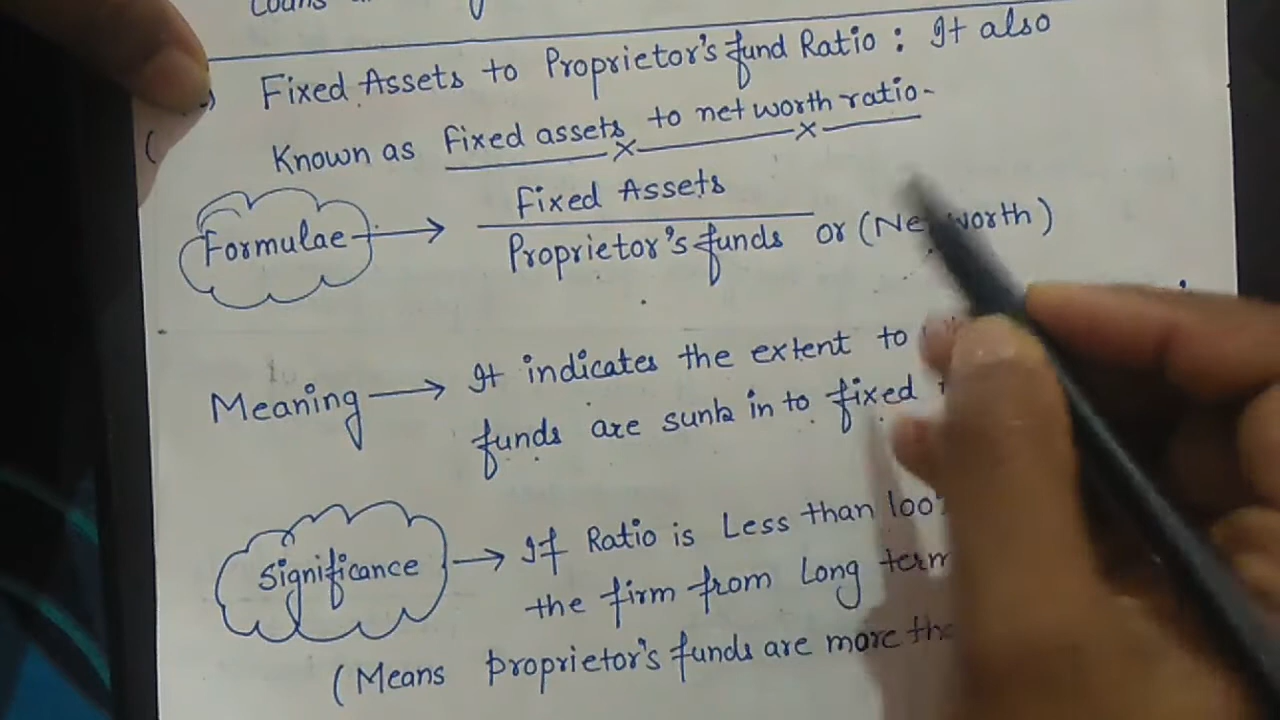 Fixed Assets to Proprietor's fund Ratio : It also
Known as fixed assets to net worth ratio-
Formulae → Fixed Assets
Proprietor's funds or (Net worth)
Meaning → It indicates the extent to
funds are sunk in to fixed
Significance → If Ratio is Less than 100
the firm from Long term
(Means proprietor's funds are more